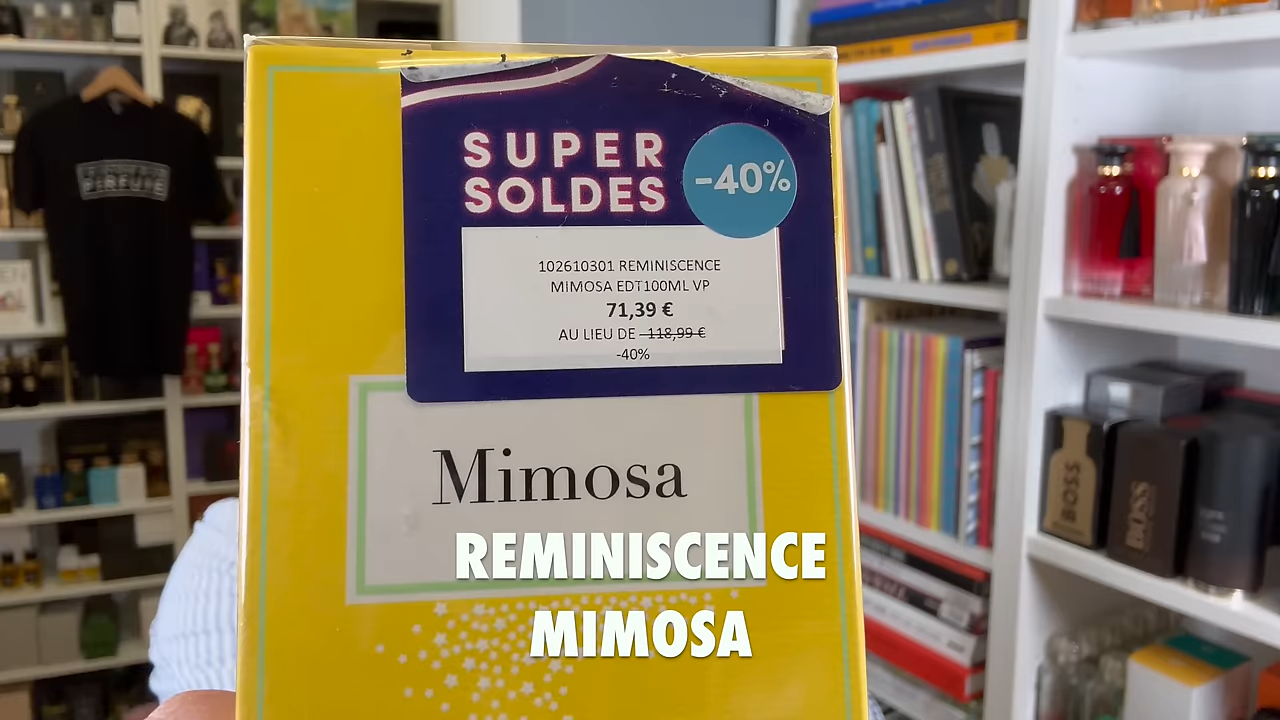 SUPER
SOLDES
-40%
102610301 REMINISCENCE
MIMOSA EDT100ML VP
71,39 €
AU LIEU DE 118,99 €
-40%
Mimosa
REMINISCENCE
MIMOSA
BOSS
BOSS